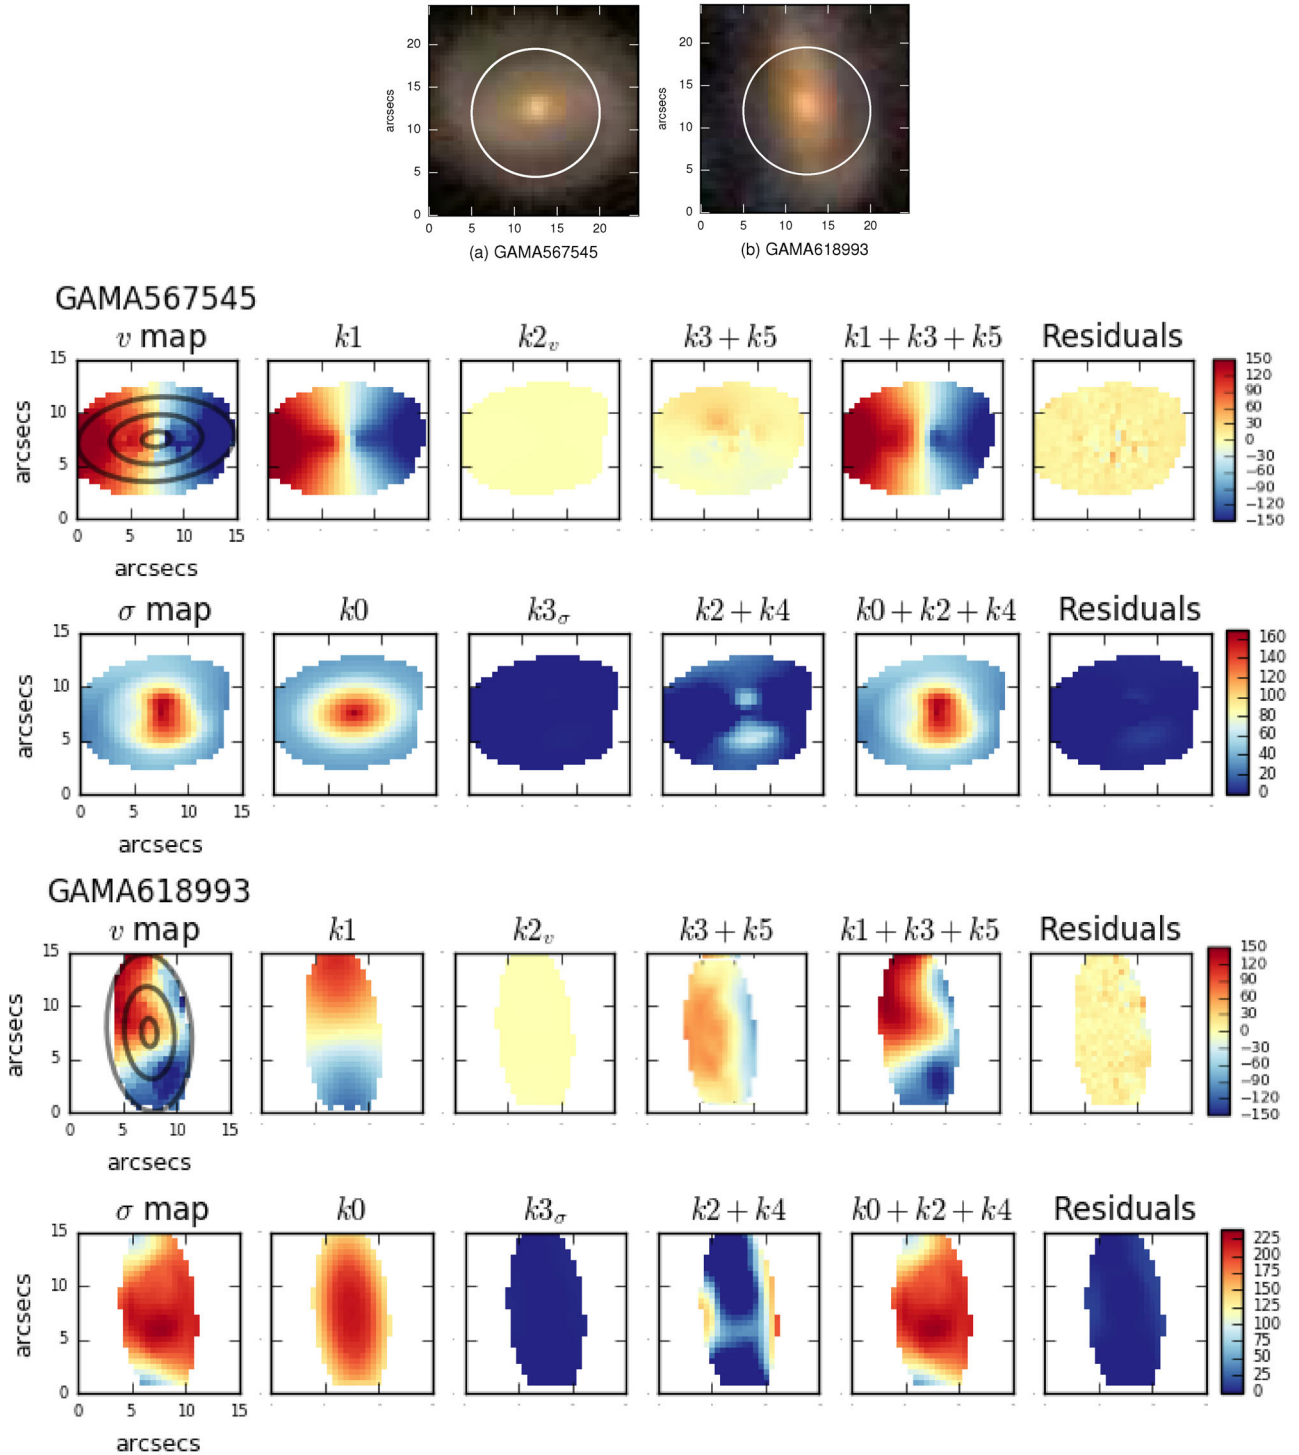 arcsecs
20
15
10
5
0
0 5 10 15 20
(a) GAMA567545
arcsecs
20
15
10
5
0
0 5 10 15 20
(b) GAMA618993
GAMA567545
v map k1 k2v k3 + k5 k1 + k3 + k5 Residuals
arcsecs
15
10
5
0
0 5 10 15
arcsecs
150
120
90
60
30
0
−30
−60
−90
−120
−150
σ map k0 k3σ k2 + k4 k0 + k2 + k4 Residuals
arcsecs
15
10
5
0
0 5 10 15
arcsecs
160
140
120
100
80
60
40
20
0
GAMA618993
v map k1 k2v k3 + k5 k1 + k3 + k5 Residuals
arcsecs
15
10
5
0
0 5 10 15
arcsecs
150
120
90
60
30
0
−30
−60
−90
−120
−150
σ map k0 k3σ k2 + k4 k0 + k2 + k4 Residuals
arcsecs
15
10
5
0
0 5 10 15
arcsecs
225
200
175
150
125
100
75
50
25
0